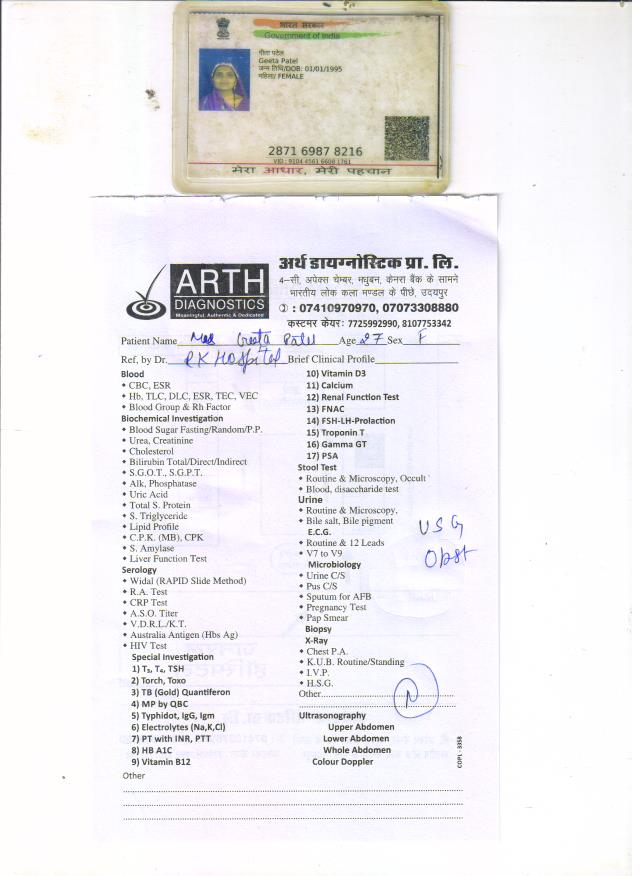 भारत सरकार
Government of India
गीता पटेल
Geeta Patel
जन्म तिथि/DOB: 01/01/1995
महिला/ FEMALE
2871 6987 8216
VID: 9104 4561 6608 1761
मेरा आधार, मेरी पहचान
ARTH
DIAGNOSTICS
Meaningful, Authentic & Dedicated
अर्थ डायग्नोस्टिक प्रा. लि.
4-सी, अपेक्स चेम्बर, मधुबन, केनरा बैंक के सामने
भारतीय लोक कला मण्डल के पीछे, उदयपुर
: 07410970970, 07073308880
कस्टमर केयर: 7725992990, 8107753342
Patient Name Geeta Patel Age 27 Sex F
Ref, by Dr. RK Hospital Brief Clinical Profile
Blood
CBC, ESR
Hb, TLC, DLC, ESR, TEC, VEC
Blood Group & Rh Factor
Biochemical Investigation
Blood Sugar Fasting/Random/P.P.
Urea, Creatinine
Cholesterol
Bilirubin Total/Direct/Indirect
S.G.O.T., S.G.P.T.
Alk, Phosphatase
Uric Acid
Total S. Protein
S. Triglyceride
Lipid Profile
C.P.K. (MB), CPK
S. Amylase
Liver Function Test
Serology
Widal (RAPID Slide Method)
R.A. Test
CRP Test
A.S.O. Titer
V.D.R.L./K.T.
Australia Antigen (Hbs Ag)
HIV Test
Special Investigation
1) T₃, T₄, TSH
2) Torch, Toxo
3) TB (Gold) Quantiferon
4) MP by QBC
5) Typhidot, IgG, Igm
6) Electrolytes (Na,K,Cl)
7) PT with INR, PTT
8) HB A1C
9) Vitamin B12
Other
10) Vitamin D3
11) Calcium
12) Renal Function Test
13) FNAC
14) FSH-LH-Prolaction
15) Troponin T
16) Gamma GT
17) PSA
Stool Test
Routine & Microscopy, Occult
Blood, disaccharide test
Urine
Routine & Microscopy,
Bile salt, Bile pigment
E.C.G.
Routine & 12 Leads
V7 to V9
Microbiology
Urine C/S
Pus C/S
Sputum for AFB
Pregnancy Test
Pap Smear
Biopsy
X-Ray
Chest P.A.
K.U.B. Routine/Standing
I.V.P.
H.S.G.
Other
Ultrasonography
Upper Abdomen
Lower Abdomen
Whole Abdomen
Colour Doppler
USG
Obst
N
COPL - 3358